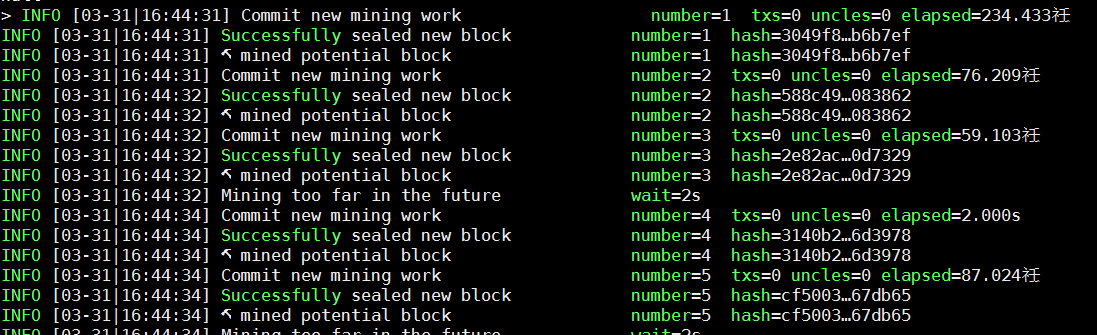 > INFO [03-31|16:44:31] Commit new mining work number=1 txs=0 uncles=0 elapsed=234.433祍
INFO [03-31|16:44:31] Successfully sealed new block number=1 hash=3049f8…b6b7ef
INFO [03-31|16:44:31] ⛏ mined potential block number=1 hash=3049f8…b6b7ef
INFO [03-31|16:44:31] Commit new mining work number=2 txs=0 uncles=0 elapsed=76.209祍
INFO [03-31|16:44:32] Successfully sealed new block number=2 hash=588c49…083862
INFO [03-31|16:44:32] ⛏ mined potential block number=2 hash=588c49…083862
INFO [03-31|16:44:32] Commit new mining work number=3 txs=0 uncles=0 elapsed=59.103祍
INFO [03-31|16:44:32] Successfully sealed new block number=3 hash=2e82ac…0d7329
INFO [03-31|16:44:32] ⛏ mined potential block number=3 hash=2e82ac…0d7329
INFO [03-31|16:44:32] Mining too far in the future wait=2s
INFO [03-31|16:44:34] Commit new mining work number=4 txs=0 uncles=0 elapsed=2.000s
INFO [03-31|16:44:34] Successfully sealed new block number=4 hash=3140b2…6d3978
INFO [03-31|16:44:34] ⛏ mined potential block number=4 hash=3140b2…6d3978
INFO [03-31|16:44:34] Commit new mining work number=5 txs=0 uncles=0 elapsed=87.024祍
INFO [03-31|16:44:34] Successfully sealed new block number=5 hash=cf5003…67db65
INFO [03-31|16:44:34] ⛏ mined potential block number=5 hash=cf5003…67db65
INFO [03-31|16:44:34] Mining too far in the future wait=2s